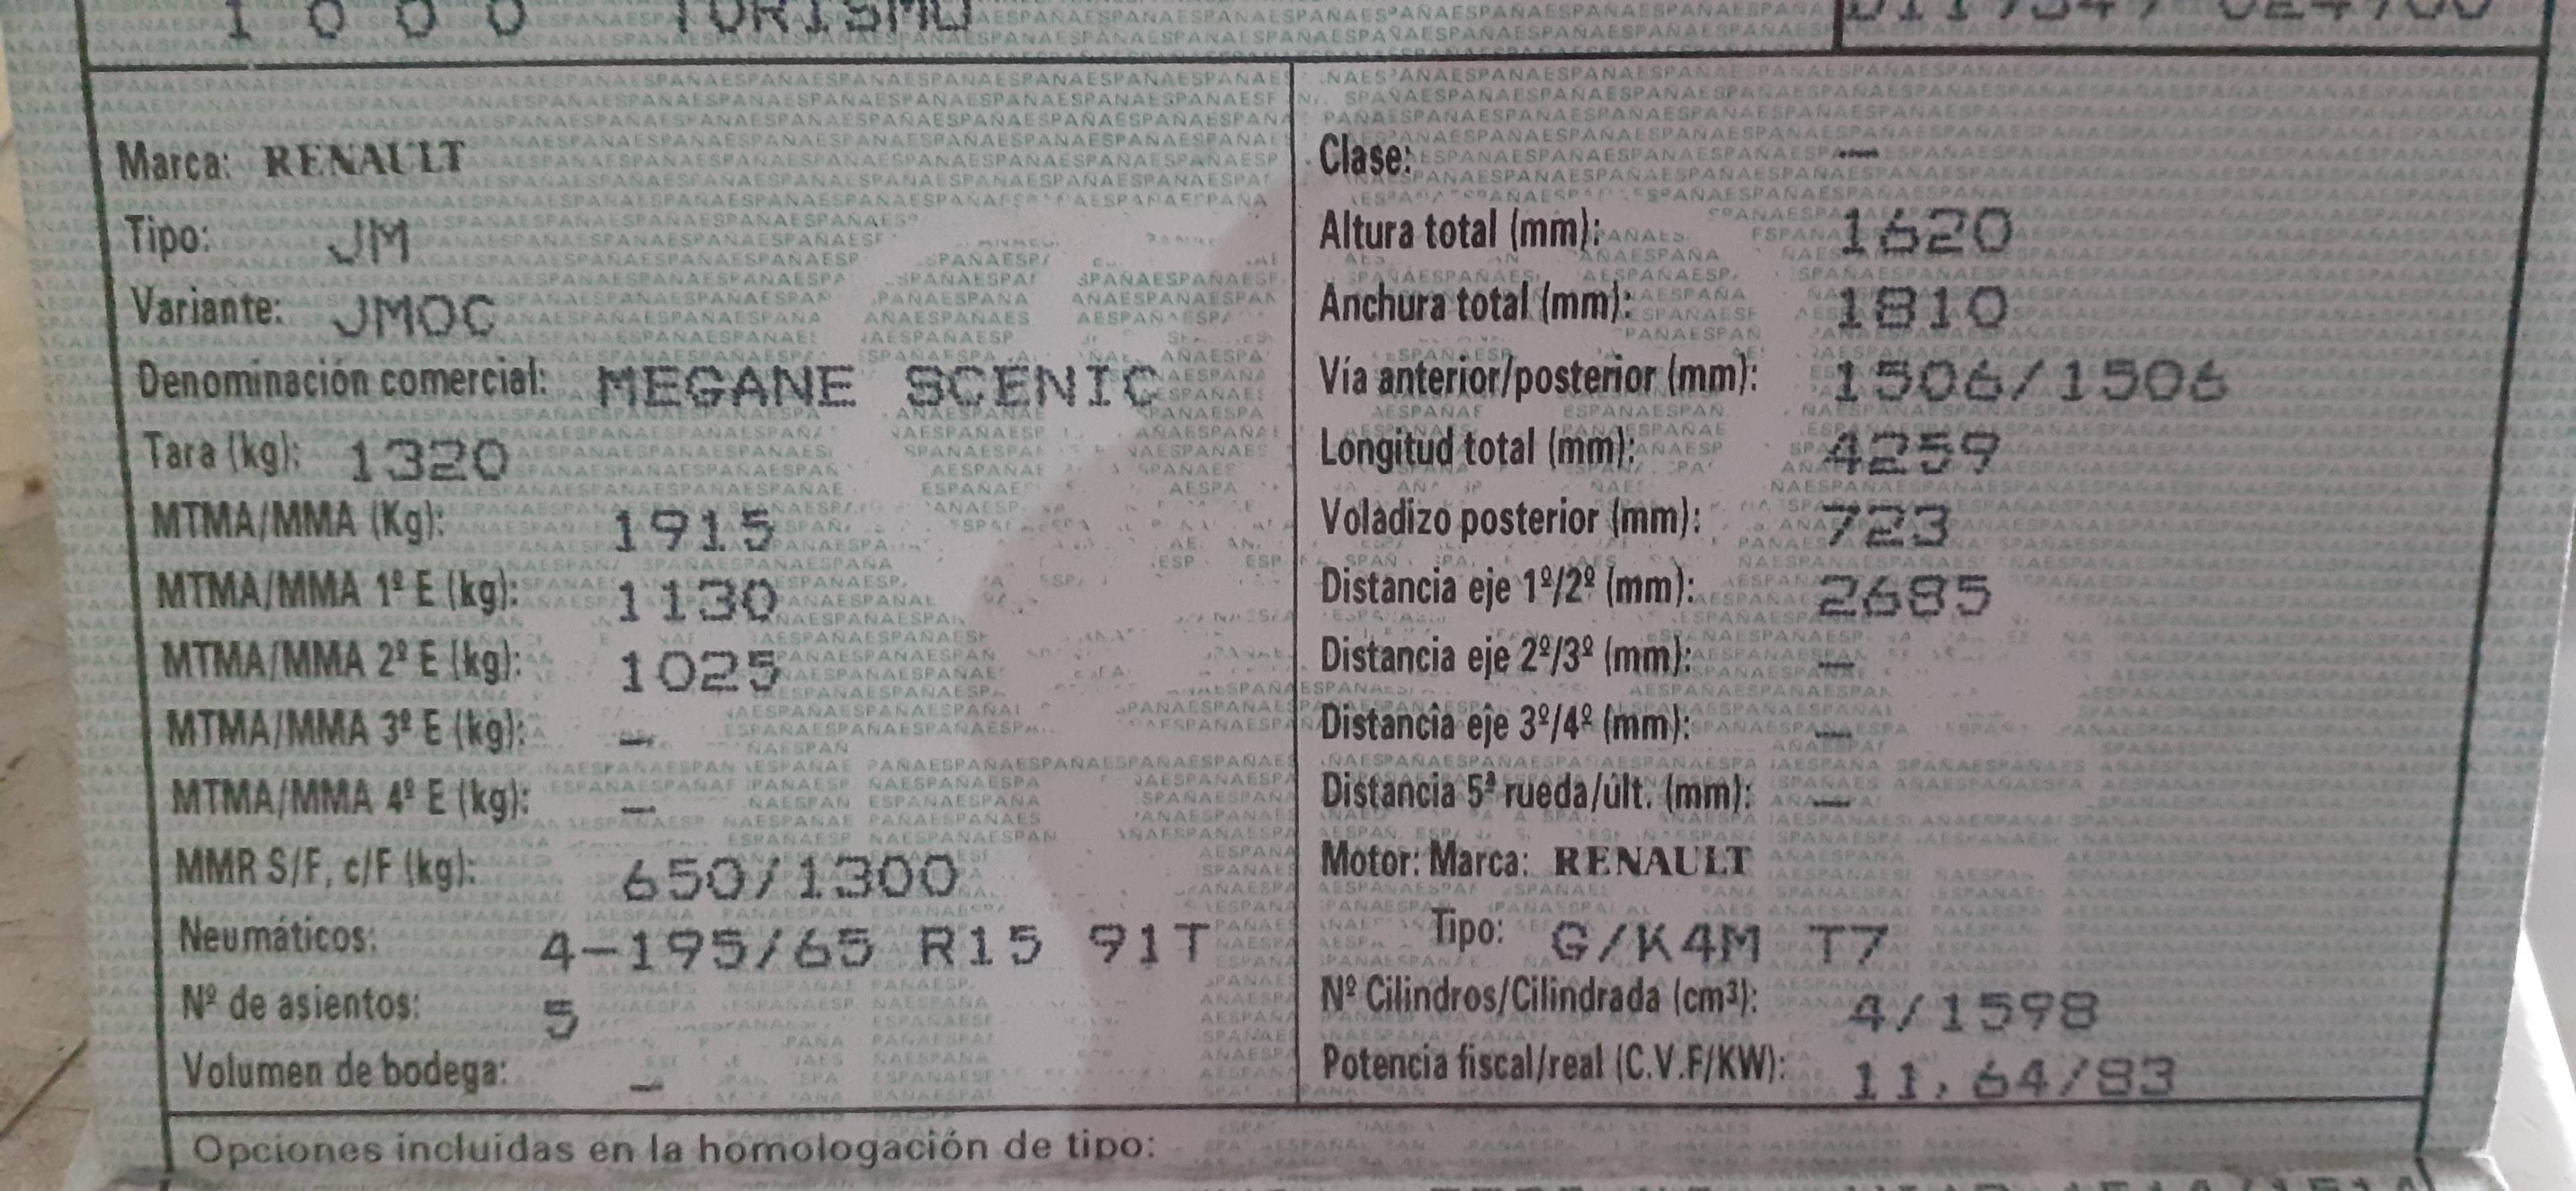 1 0 0 0 TURISMO
Marca: RENAULT
Tipo: JM
Variante: JM0C
Denominación comercial: MEGANE SCENIC
Tara (kg): 1320
MTMA/MMA (Kg): 1915
MTMA/MMA 1º E (kg): 1130
MTMA/MMA 2º E (kg): 1025
MTMA/MMA 3º E (kg): —
MTMA/MMA 4º E (kg): —
MMR S/F, c/F (kg): 650/1300
Neumáticos: 4-195/65 R15 91T
Nº de asientos: 5
Volumen de bodega: —
Clase: —
Altura total (mm): 1620
Anchura total (mm): 1810
Vía anterior/posterior (mm): 1506/1506
Longitud total (mm): 4259
Voladizo posterior (mm): 723
Distancia eje 1º/2º (mm): 2685
Distancia eje 2º/3º (mm): —
Distancia eje 3º/4º (mm): —
Distancia 5ª rueda/últ. (mm): —
Motor: Marca: RENAULT
Tipo: G/K4M T7
Nº Cilindros/Cilindrada (cm³): 4/1598
Potencia fiscal/real (C.V.F/KW): 11,64/83
Opciones incluidas en la homologación de tipo: